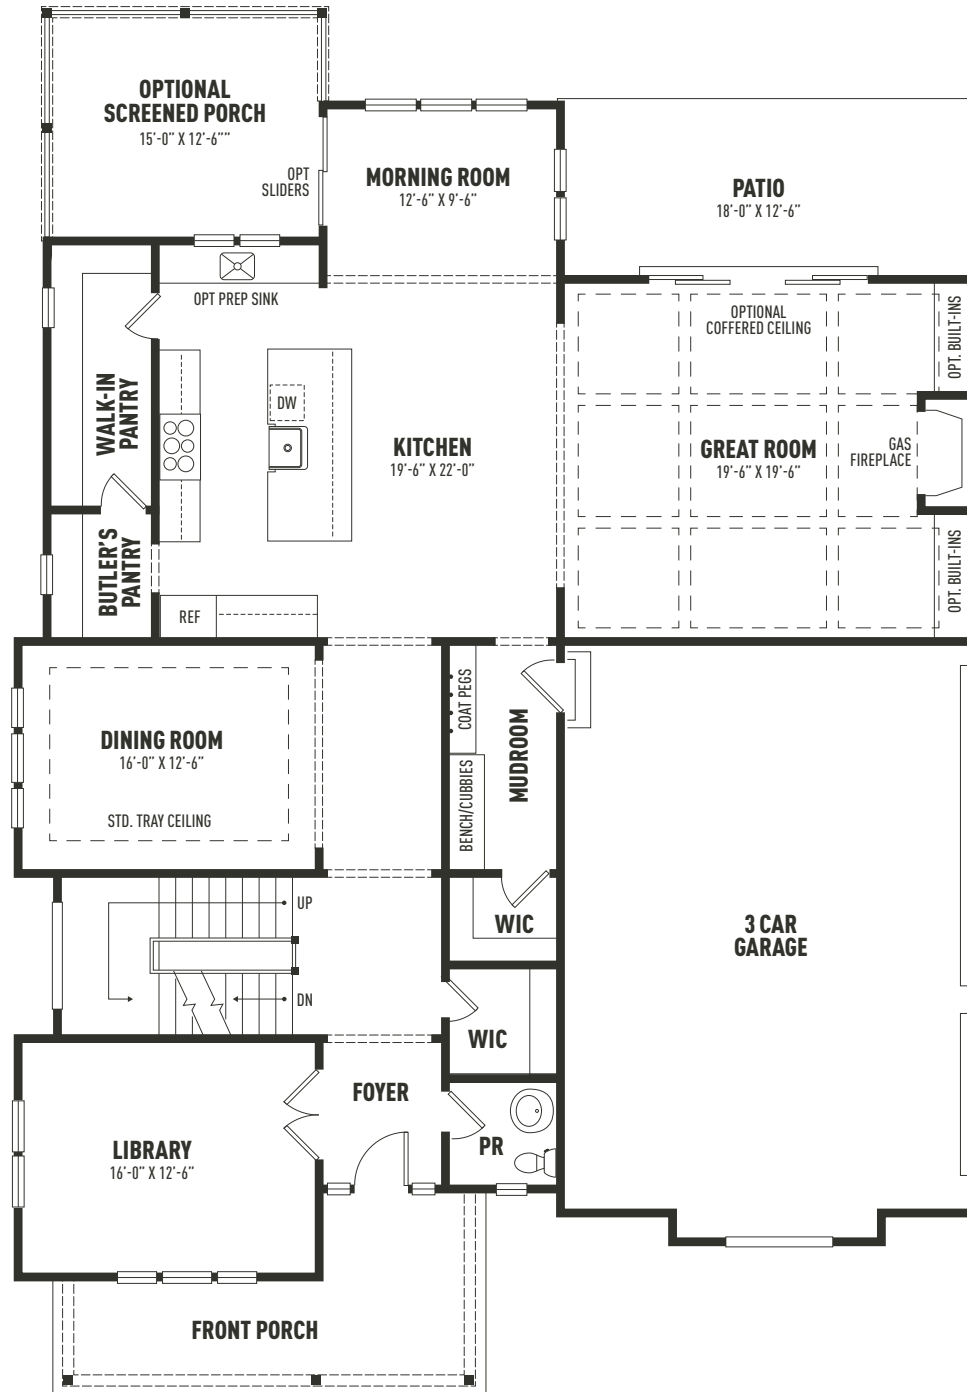 OPTIONAL
SCREENED PORCH
15'-0" X 12'-6""
OPT
SLIDERS
MORNING ROOM
12'-6" X 9'-6"
PATIO
18'-0" X 12'-6"
OPT PREP SINK
OPTIONAL
COFFERED CEILING
OPT. BUILT-INS
WALK-IN
PANTRY
DW
KITCHEN
19'-6" X 22'-0"
GREAT ROOM
19'-6" X 19'-6"
GAS
FIREPLACE
BUTLER'S
PANTRY
OPT. BUILT-INS
REF
COAT PEGS
DINING ROOM
16'-0" X 12'-6"
MUDROOM
STD. TRAY CEILING
BENCH/CUBBIES
UP
WIC
3 CAR
GARAGE
DN
WIC
FOYER
LIBRARY
16'-0" X 12'-6"
PR
FRONT PORCH